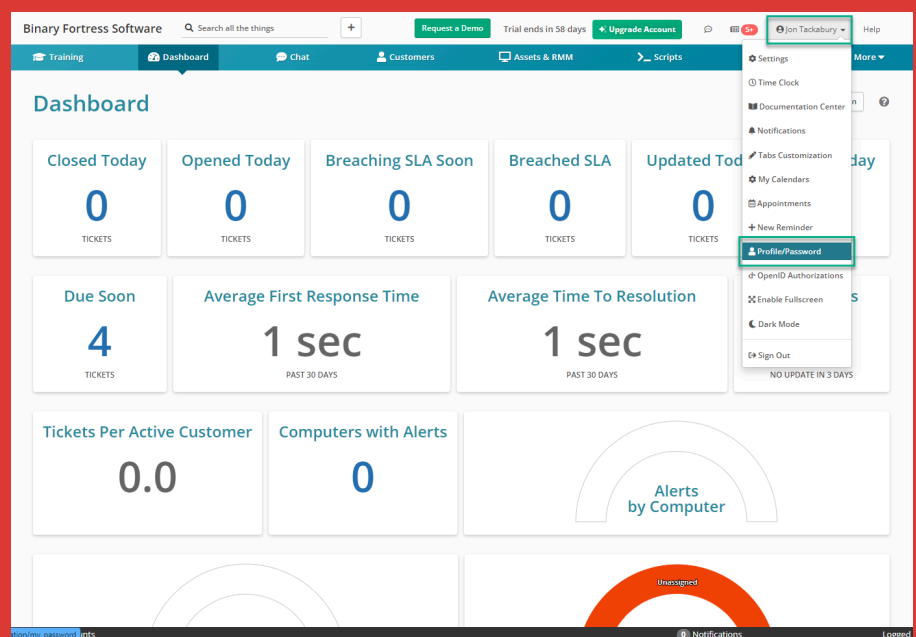 Binary Fortress Software
Search all the things
+
Request a Demo
Trial ends in 58 days
Upgrade Account
5+
Jon Tackabury
Help
Training
Dashboard
Chat
Customers
Assets & RMM
Scripts
More
Dashboard
Settings
Time Clock
Documentation Center
Notifications
Tabs Customization
My Calendars
Appointments
New Reminder
Profile/Password
OpenID Authorizations
Enable Fullscreen
Dark Mode
Sign Out
Closed Today
0
TICKETS
Opened Today
0
TICKETS
Breaching SLA Soon
0
TICKETS
Breached SLA
0
TICKETS
Updated Tod
0
TICKETS
day
Due Soon
4
TICKETS
Average First Response Time
1 sec
PAST 30 DAYS
Average Time To Resolution
1 sec
PAST 30 DAYS
s
NO UPDATE IN 3 DAYS
Tickets Per Active Customer
0.0
Computers with Alerts
0
Alerts
by Computer
Unassigned
ation/my_password
unts
0 Notifications
Logged